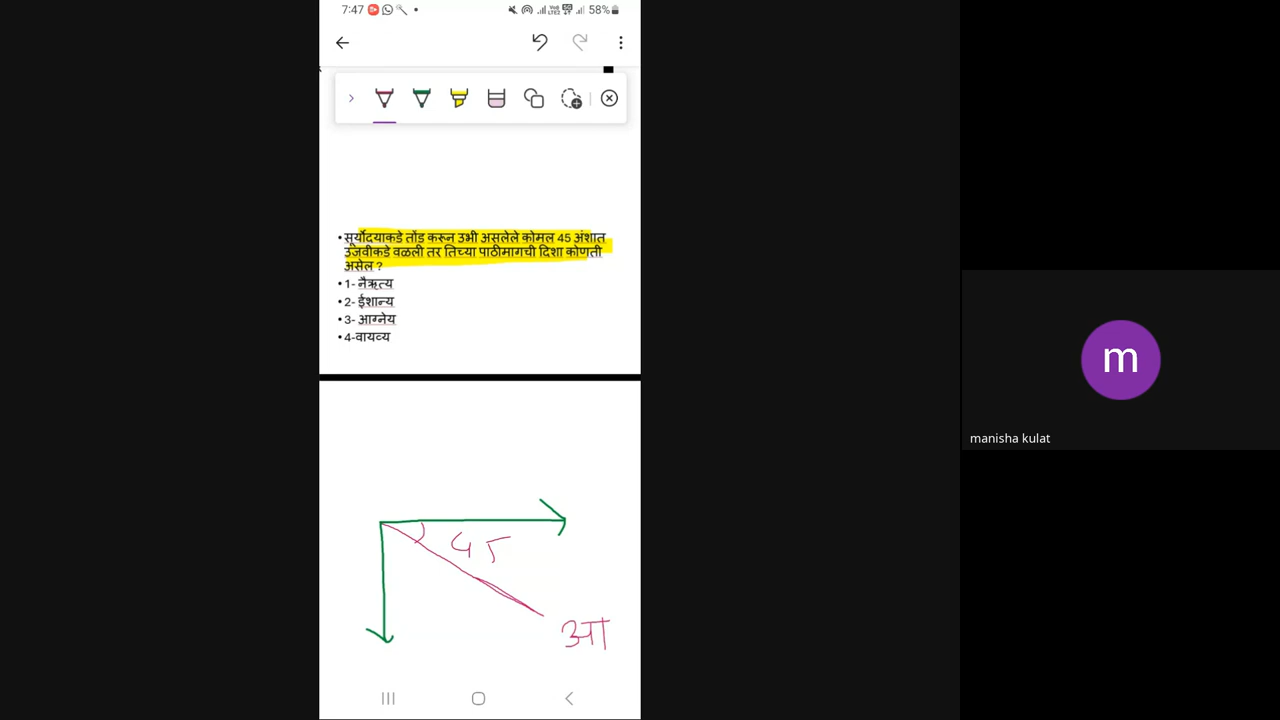 7:47
58%
• सूर्योदयाकडे तोंड करून उभी असलेले कोमल 45 अंशात
उजवीकडे वळली तर तिच्या पाठीमागची दिशा कोणती
असेल ?
• 1- नैऋत्य
• 2- ईशान्य
• 3- आग्नेय
• 4-वायव्य
45
आ
m
manisha kulat